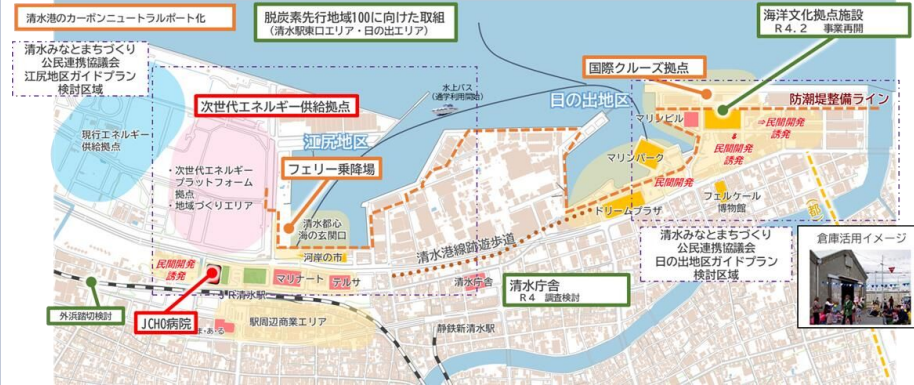 清水港のカーボンニュートラルポート化
脱炭素先行地域100に向けた取組
（清水駅東口エリア・日の出エリア）
海洋文化拠点施設
R4.2 事業再開
清水みなとまちづくり
公民連携協議会
江尻地区ガイドプラン
検討区域
国際クルーズ拠点
水上バス
（通学利用開始）
次世代エネルギー供給拠点
日の出地区
防潮堤整備ライン
マリンビル
⇒民間開発
誘発
民間開発
誘発
現行エネルギー
供給拠点
江尻地区
フェリー乗降場
マリンパーク
民間開発
・次世代エネルギー
プラットフォーム
拠点
・地域づくりエリア
フェルケール
博物館
ドリームプラザ
清水都心
海の玄関口
清水港線跡遊歩道
河岸の市
清水みなとまちづくり
公民連携協議会
日の出地区ガイドプラン
検討区域
倉庫活用イメージ
民間開発
誘発
マリナート
テルサ
清水庁舎
清水庁舎
R4 調査検討
JR清水駅
外浜踏切検討
JCHO病院
駅周辺商業エリア
ま・あ・る
静鉄新清水駅